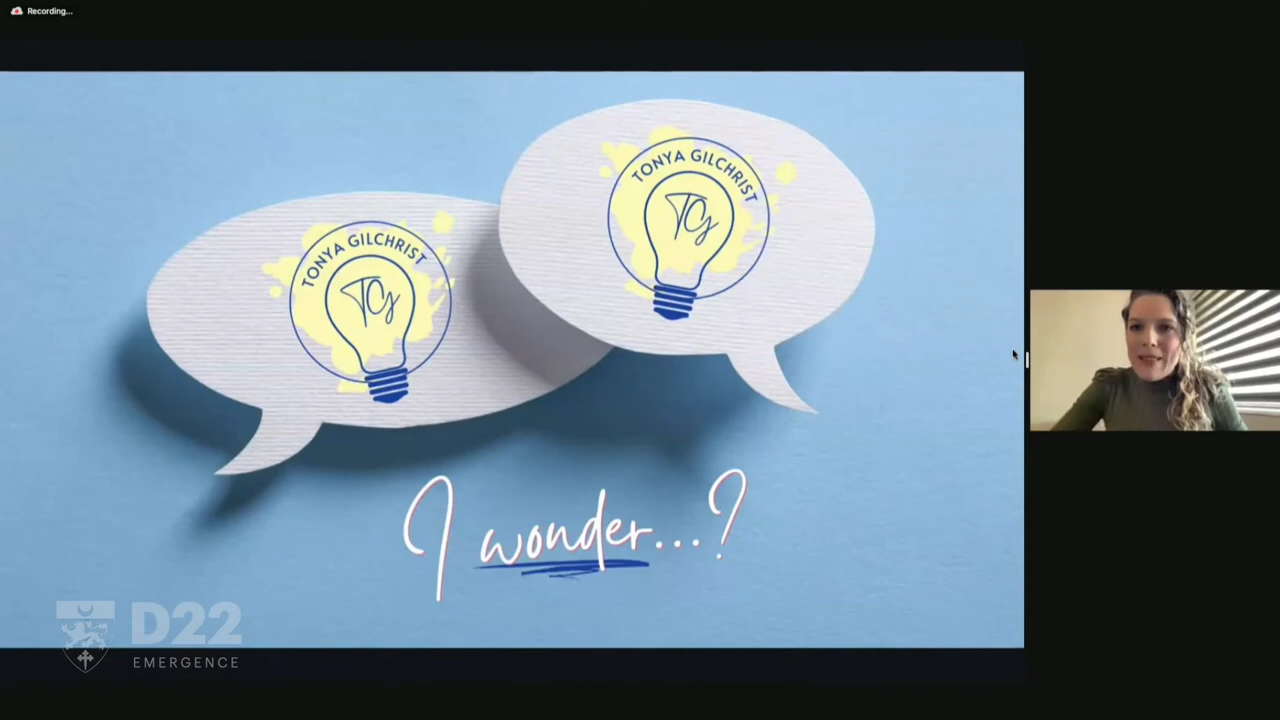 Recording...
TONYA GILCHRIST
TG
TONYA GILCHRIST
TG
I wonder...?
D22
EMERGENCE